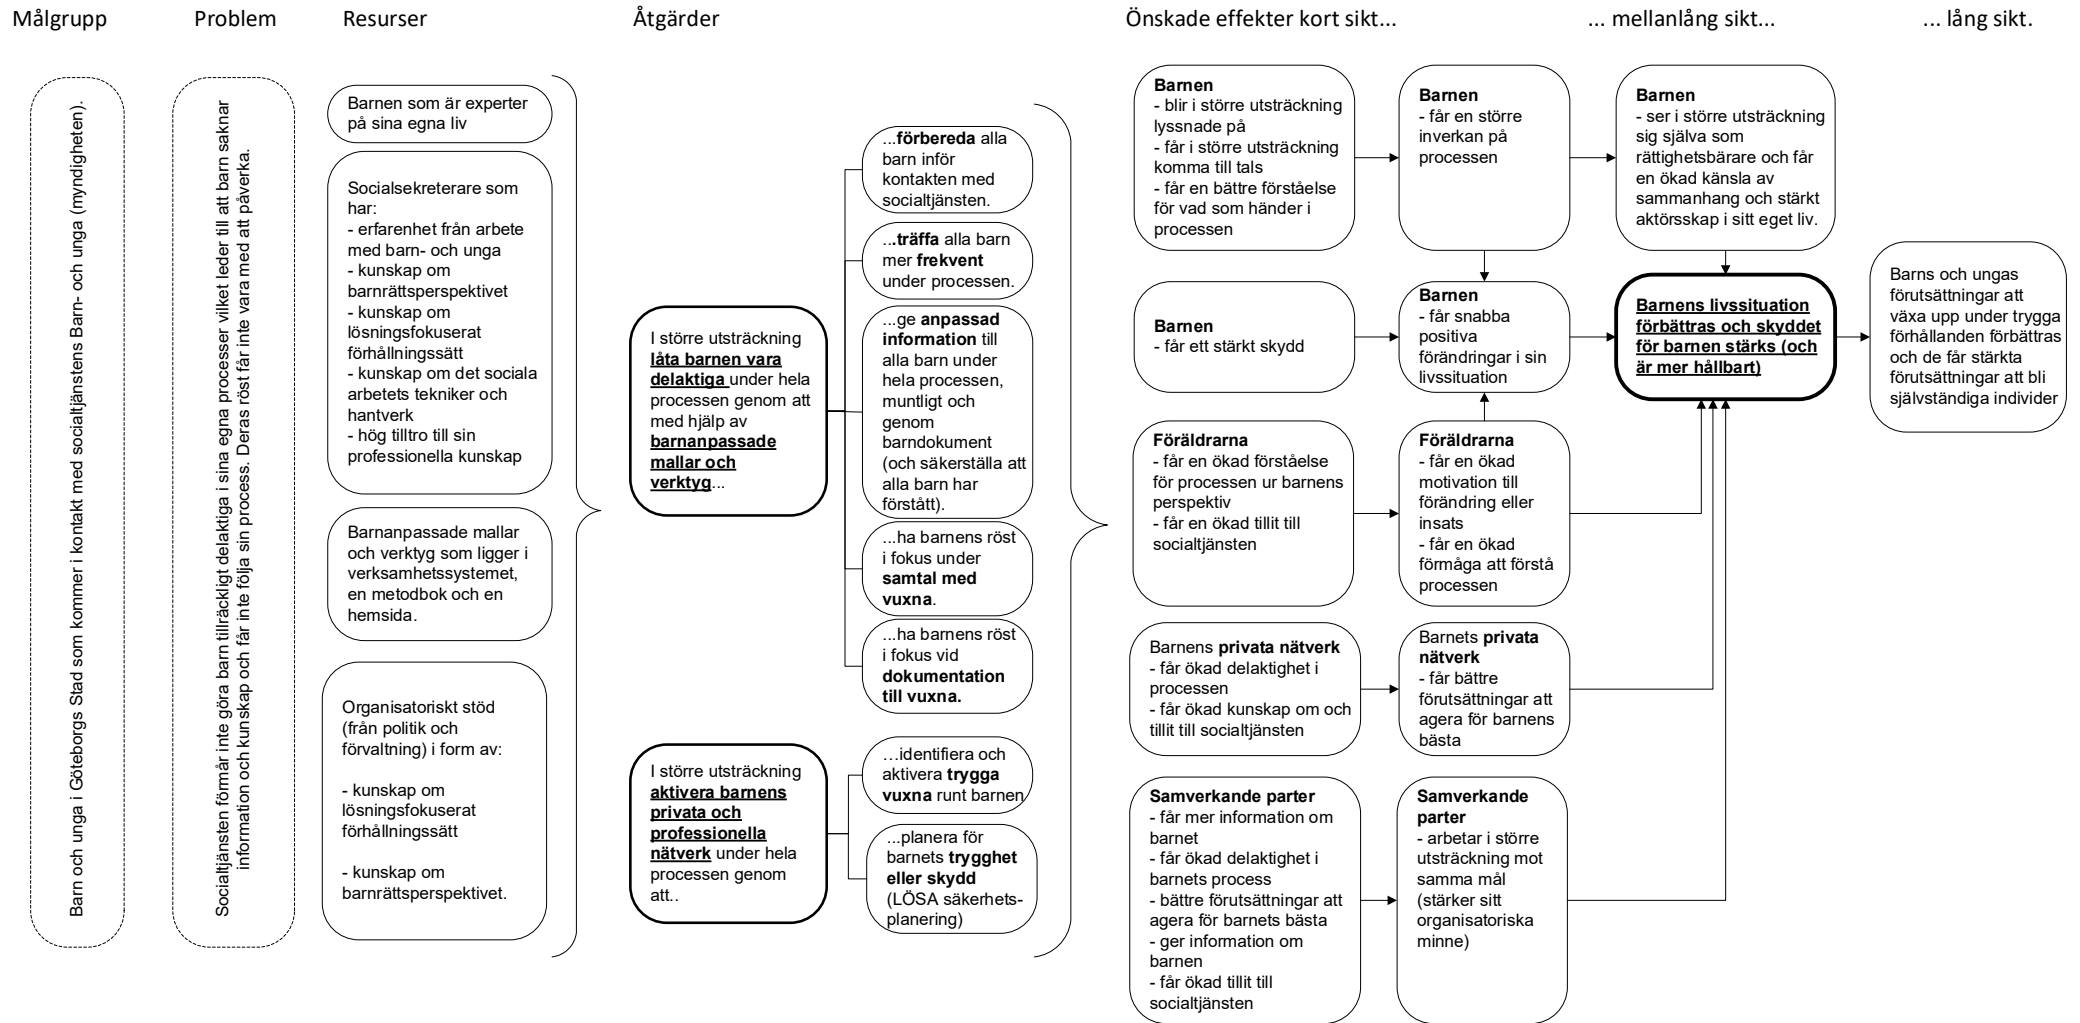 Målgrupp
Problem
Resurser
Åtgärder
Önskade effekter kort sikt...
... mellanlång sikt...
... lång sikt.
Barn och unga i Göteborgs Stad som kommer i kontakt med socialtjänstens Barn- och unga (myndigheten).
Socialtjänsten förmår inte göra barn tillräckligt delaktiga i sina egna processer vilket leder till att barn saknar
information och kunskap och får inte följa sin process. Deras röst får inte vara med att påverka.
Barnen som är experter
på sina egna liv
Socialsekreterare som
har:
- erfarenhet från arbete
med barn- och unga
- kunskap om
barnrättsperspektivet
- kunskap om
lösningsfokuserat
förhållningssätt
- kunskap om det sociala
arbetets tekniker och
hantverk
- hög tilltro till sin
professionella kunskap
Barnanpassade mallar
och verktyg som ligger i
verksamhetssystemet,
en metodbok och en
hemsida.
Organisatoriskt stöd
(från politik och
förvaltning) i form av:
- kunskap om
lösningsfokuserat
förhållningssätt
- kunskap om
barnrättsperspektivet.
I större utsträckning
låta barnen vara
delaktiga under hela
processen genom att
med hjälp av
barnanpassade
mallar och
verktyg...
...förbereda alla
barn inför
kontakten med
socialtjänsten.
...träffa alla barn
mer frekvent
under processen.
...ge anpassad
information till
alla barn under
hela processen,
muntligt och
genom
barndokument
(och säkerställa att
alla barn har
förstått).
...ha barnens röst
i fokus under
samtal med
vuxna.
...ha barnens röst
i fokus vid
dokumentation
till vuxna.
I större utsträckning
aktivera barnens
privata och
professionella
nätverk under hela
processen genom
att..
...identifiera och
aktivera trygga
vuxna runt barnen
...planera för
barnets trygghet
eller skydd
(LÖSA säkerhets-
planering)
Barnen
- blir i större utsträckning
lyssnade på
- får i större utsträckning
komma till tals
- får en bättre förståelse
för vad som händer i
processen
Barnen
- får ett stärkt skydd
Föräldrarna
- får en ökad förståelse
för processen ur barnens
perspektiv
- får en ökad tillit till
socialtjänsten
Barnens privata nätverk
- får ökad delaktighet i
processen
- får ökad kunskap om och
tillit till socialtjänsten
Samverkande parter
- får mer information om
barnet
- får ökad delaktighet i
barnets process
- bättre förutsättningar att
agera för barnets bästa
- ger information om
barnen
- får ökad tillit till
socialtjänsten
Barnen
- får en större
inverkan på
processen
Barnen
- får snabba
positiva
förändringar i sin
livssituation
Föräldrarna
- får en ökad
motivation till
förändring eller
insats
- får en ökad
förmåga att förstå
processen
Barnets privata
nätverk
- får bättre
förutsättningar att
agera för barnens
bästa
Samverkande
parter
- arbetar i större
utsträckning mot
samma mål
(stärker sitt
organisatoriska
minne)
Barnen
- ser i större utsträckning
sig själva som
rättighetsbärare och får
en ökad känsla av
sammanhang och stärkt
aktörsskap i sitt eget liv.
Barnens livssituation
förbättras och skyddet
för barnen stärks (och
är mer hållbart)
Barns och ungas
förutsättningar att
växa upp under trygga
förhållanden förbättras
och de får stärkta
förutsättningar att bli
självständiga individer